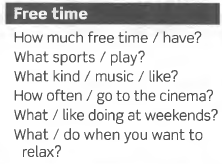 Free time
How much free time / have?
What sports / play?
What kind / music / like?
How often / go to the cinema?
What / like doing at weekends?
What / do when you want to
relax?